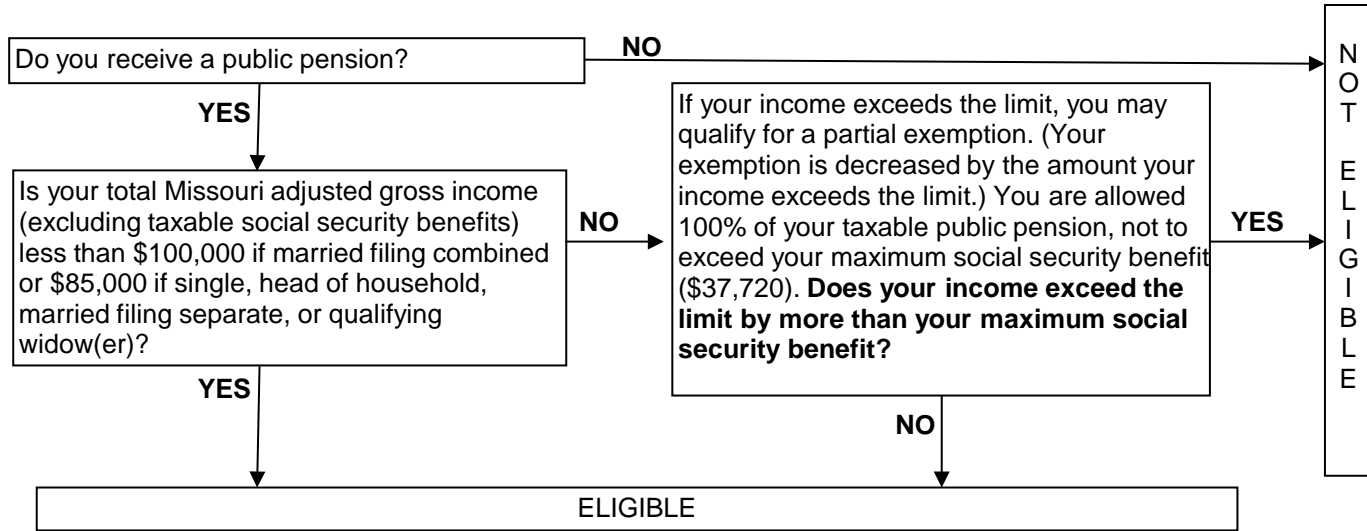 Do you receive a public pension?
NO
YES
Is your total Missouri adjusted gross income
(excluding taxable social security benefits)
less than $100,000 if married filing combined
or $85,000 if single, head of household,
married filing separate, or qualifying
widow(er)?
NO
If your income exceeds the limit, you may
qualify for a partial exemption. (Your
exemption is decreased by the amount your
income exceeds the limit.) You are allowed
100% of your taxable public pension, not to
exceed your maximum social security benefit
($37,720). Does your income exceed the
limit by more than your maximum social
security benefit?
YES
YES
NO
ELIGIBLE
N
O
T
E
L
I
G
I
B
L
E